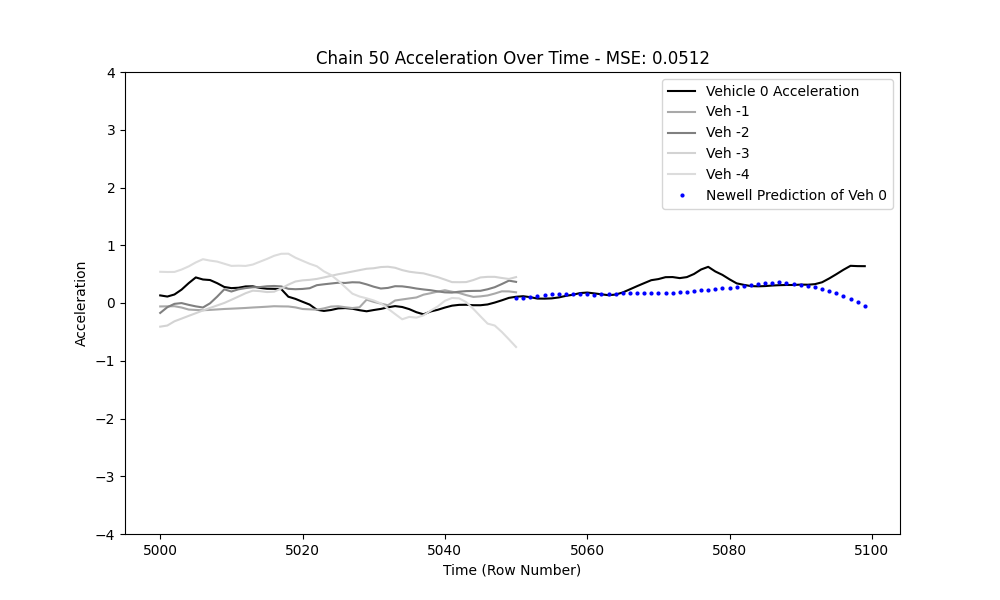 Chain 50 Acceleration Over Time - MSE: 0.0512
4
3
2
1
0
−1
−2
−3
−4
Acceleration
Vehicle 0 Acceleration
Veh -1
Veh -2
Veh -3
Veh -4
Newell Prediction of Veh 0
5000
5020
5040
5060
5080
5100
Time (Row Number)